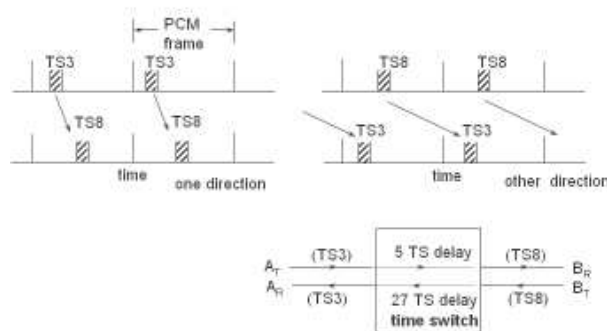 PCM
frame
TS3 TS3
TS8 TS8
time
one direction
TS8 TS8
TS3 TS3
time
other direction
(TS3) 5 TS delay (TS8)
A_T B_R
A_R B_T
(TS3) 27 TS delay (TS8)
time switch